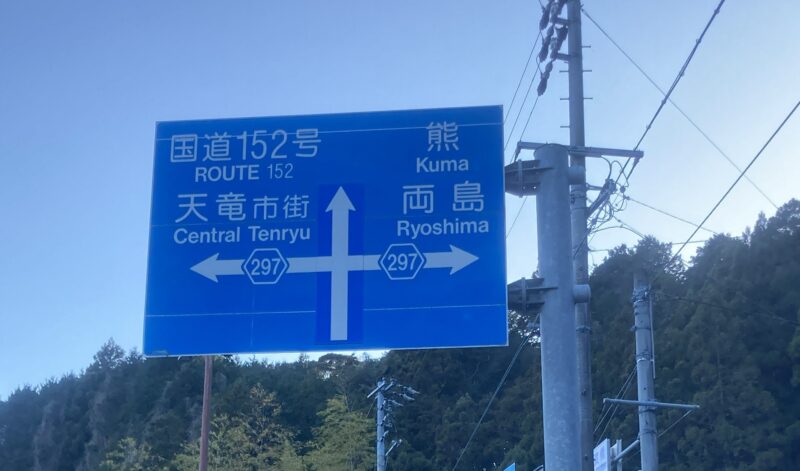 国道152号
ROUTE 152
天竜市街
Central Tenryu
297
熊
Kuma
両島
Ryoshima
297